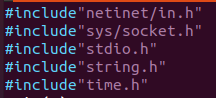 #include"netinet/in.h"
#include"sys/socket.h"
#include"stdio.h"
#include"string.h"
#include"time.h"